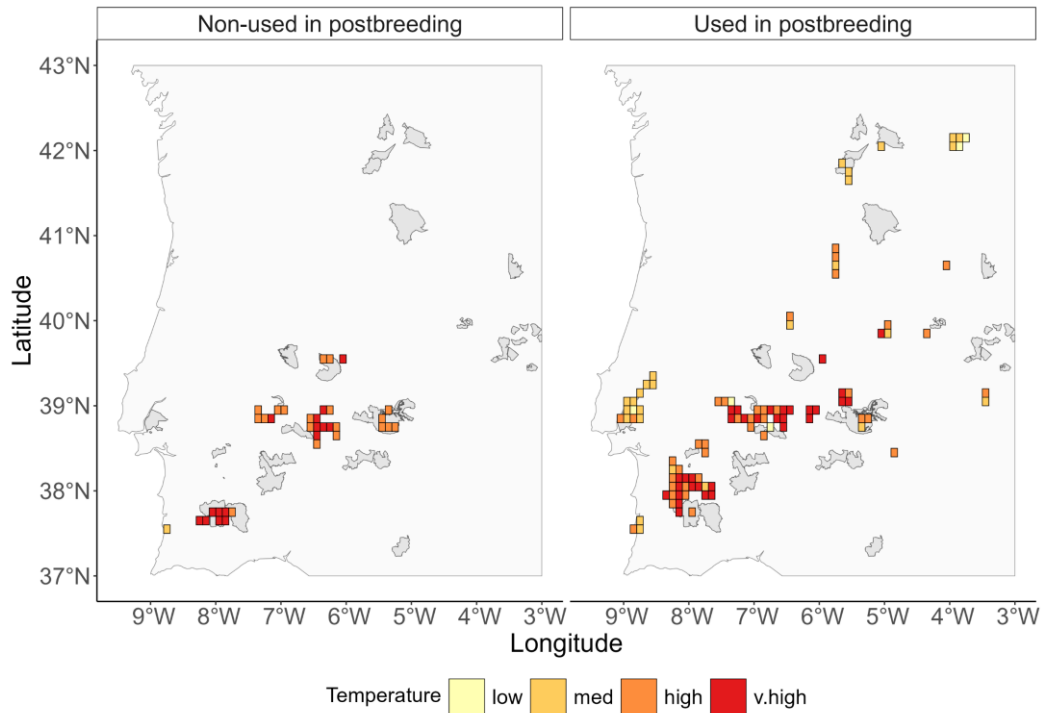 Non-used in postbreeding Used in postbreeding
43°N
42°N
41°N
40°N
39°N
38°N
37°N
Latitude
9°W 8°W 7°W 6°W 5°W 4°W 3°W 9°W 8°W 7°W 6°W 5°W 4°W 3°W
Longitude
Temperature low med high v.high